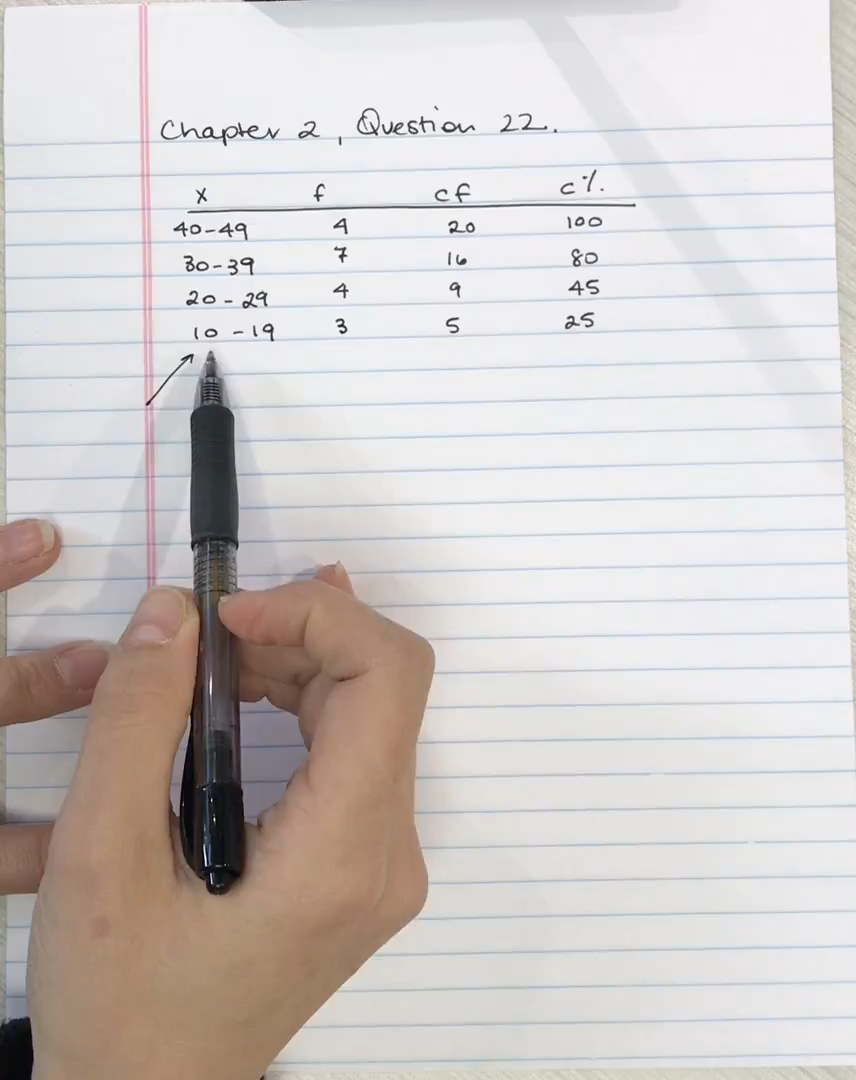 Chapter 2, Question 22.
x f cf c%.
40-49 4 20 100
30-39 7 16 80
20-29 4 9 45
10-19 3 5 25